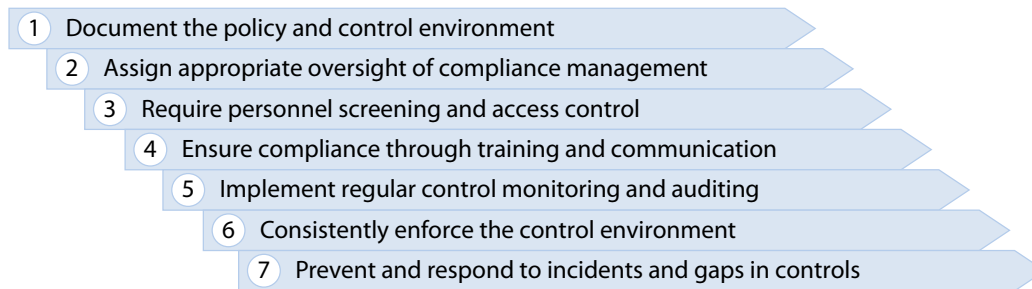 1 Document the policy and control environment
2 Assign appropriate oversight of compliance management
3 Require personnel screening and access control
4 Ensure compliance through training and communication
5 Implement regular control monitoring and auditing
6 Consistently enforce the control environment
7 Prevent and respond to incidents and gaps in controls